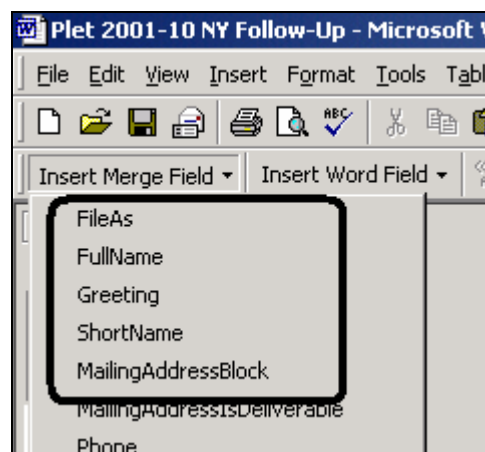 Plet 2001-10 NY Follow-Up - Microsoft
File Edit View Insert Format Tools
ABC
Insert Merge Field Insert Word Field
FileAs
FullName
Greeting
ShortName
MailingAddressBlock
MailingAddressIsDeliverable
Phone